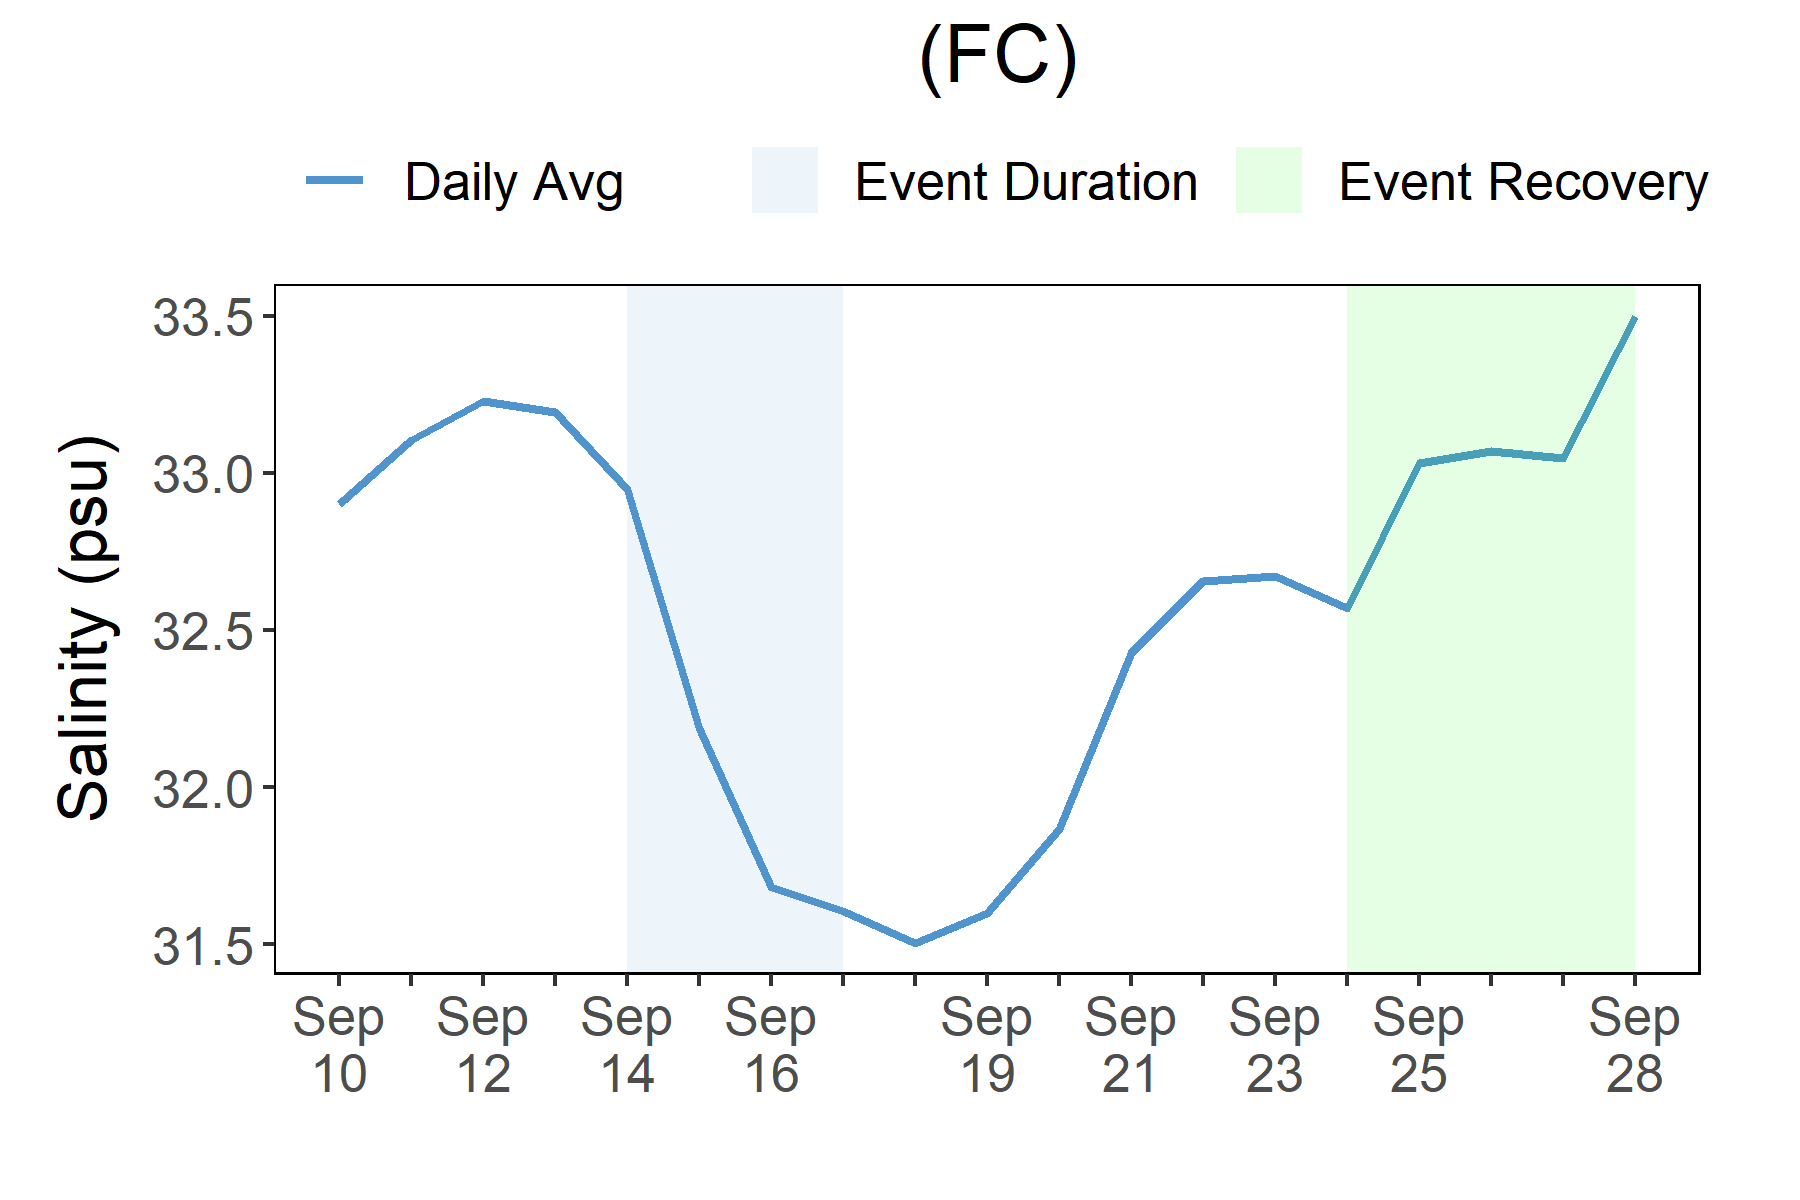 (FC)
Daily Avg Event Duration Event Recovery
Salinity (psu)
33.5
33.0
32.5
32.0
31.5
Sep Sep Sep Sep Sep Sep Sep Sep Sep
10 12 14 16 19 21 23 25 28